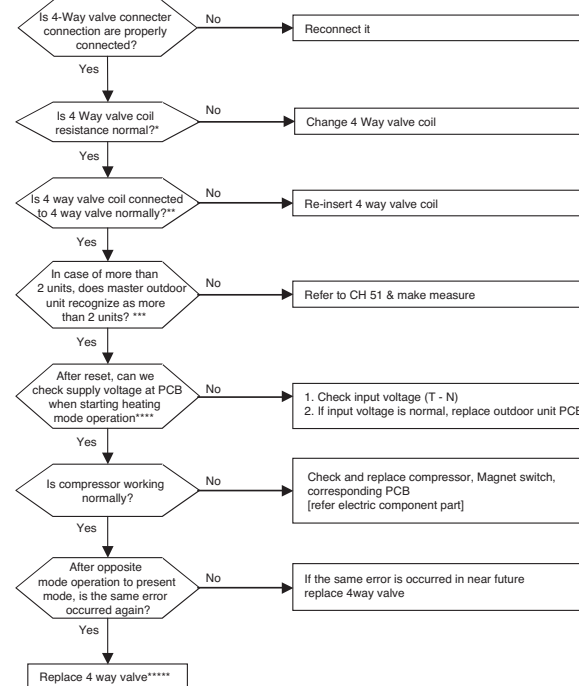 Is 4-Way valve connecter
connection are properly
connected?
No
Reconnect it
Yes
Is 4 Way valve coil
resistance normal?*
No
Change 4 Way valve coil
Yes
Is 4 way valve coil connected
to 4 way valve normally?**
No
Re-insert 4 way valve coil
Yes
In case of more than
2 units, does master outdoor
unit recognize as more
than 2 units? ***
No
Refer to CH 51 & make measure
Yes
After reset, can we
check supply voltage at PCB
when starting heating
mode operation****
No
1. Check input voltage (T - N)
2. If input voltage is normal, replace outdoor unit PCB
Yes
Is compressor working
normally?
No
Check and replace compressor, Magnet switch,
corresponding PCB
[refer electric component part]
Yes
After opposite
mode operation to present
mode, is the same error
occurred again?
No
If the same error is occurred in near future
replace 4way valve
Yes
Replace 4 way valve*****